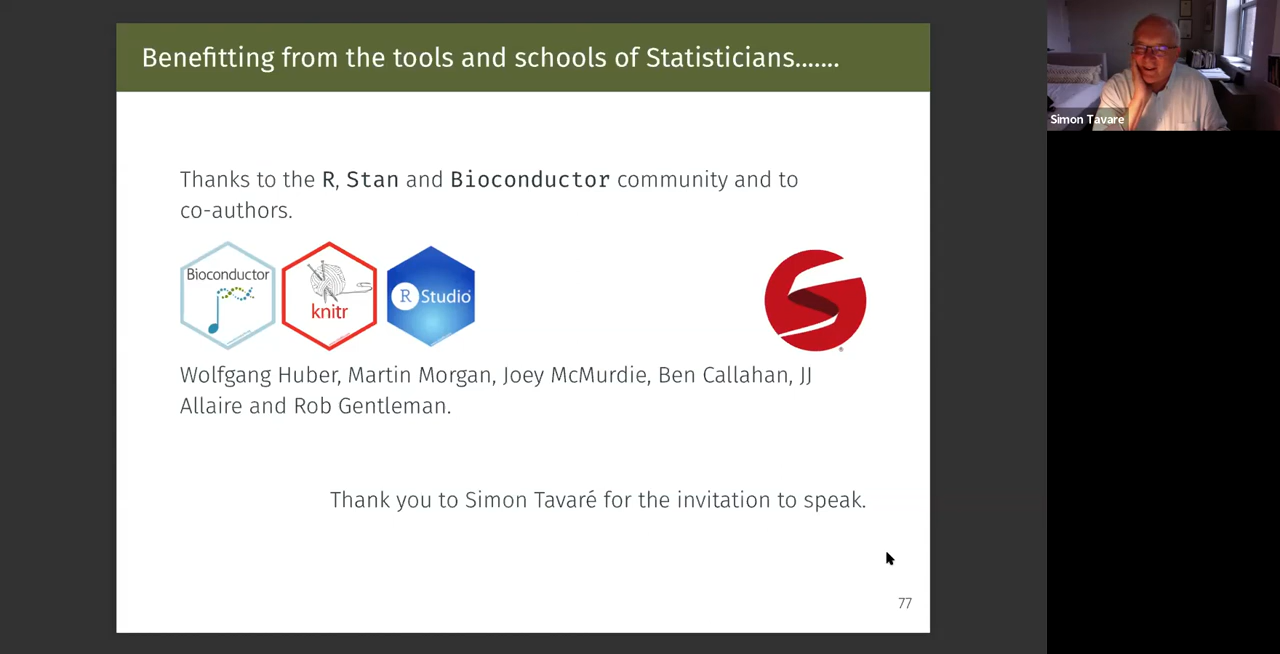 Benefitting from the tools and schools of Statisticians.......
Simon Tavare
Thanks to the R, Stan and Bioconductor community and to
co-authors.
Bioconductor
knitr
R Studio
Wolfgang Huber, Martin Morgan, Joey McMurdie, Ben Callahan, JJ
Allaire and Rob Gentleman.
Thank you to Simon Tavaré for the invitation to speak.
77